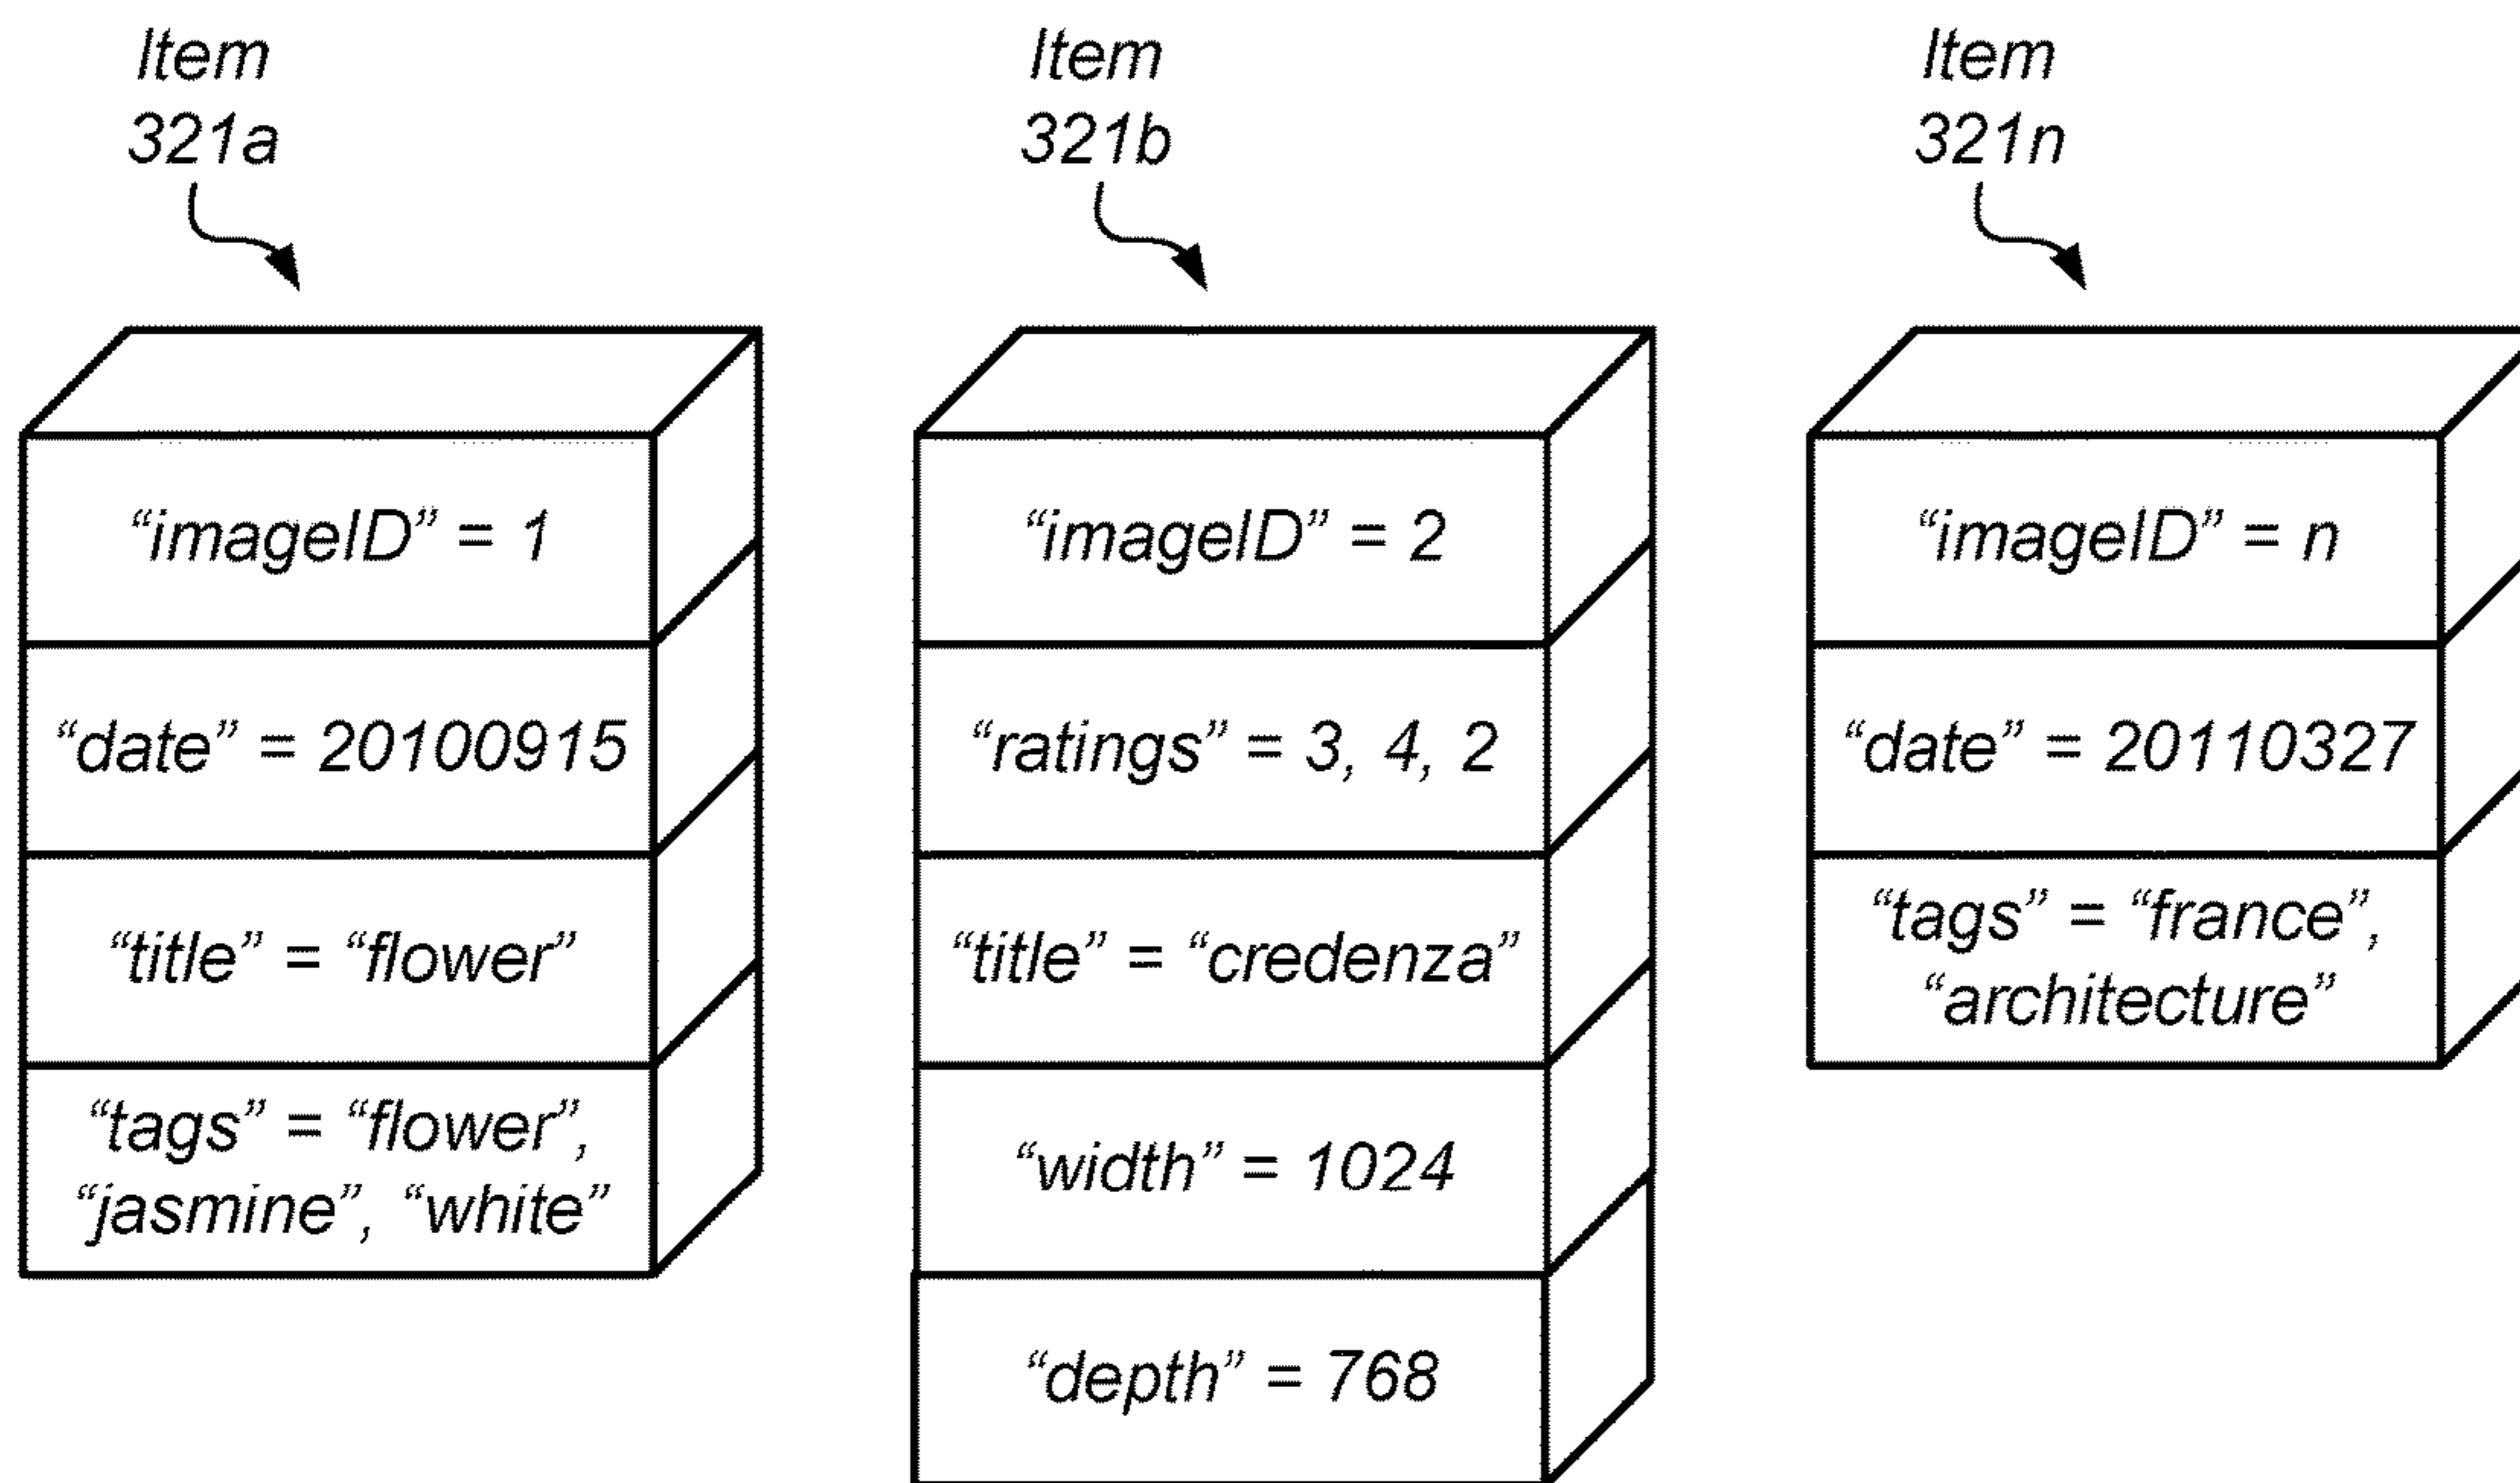 Item
321a
“imageID” = 1
“date” = 20100915
“title” = “flower”
“tags” = “flower”,
“jasmine”, “white”
Item
321b
“imageID” = 2
“ratings” = 3, 4, 2
“title” = “credenza”
“width” = 1024
“depth” = 768
Item
321n
“imageID” = n
“date” = 20110327
“tags” = “france”,
“architecture”